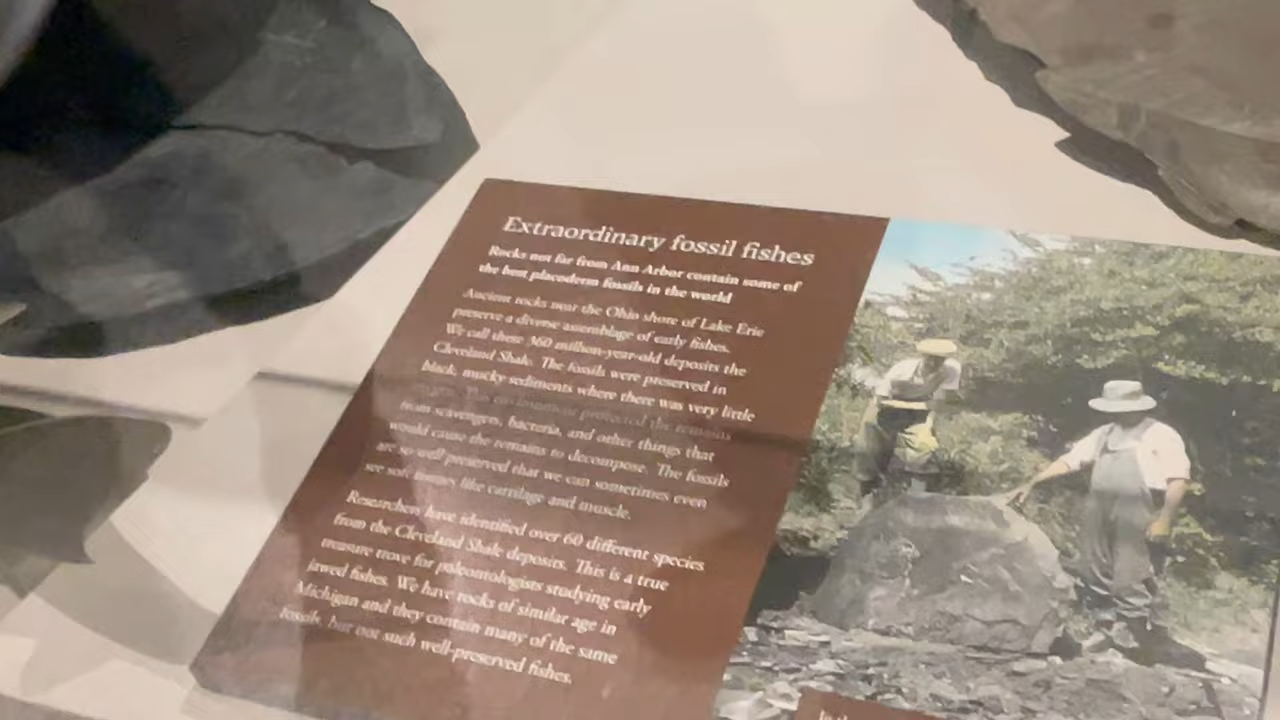 Extraordinary fossil fishes
Rocks not far from Ann Arbor contain some of
the best placoderm fossils in the world
Ancient rocks near the Ohio shore of Lake Erie
preserve a diverse assemblage of early fishes.
We call these 360 million-year-old deposits the
Cleveland Shale. The fossils were preserved in
black, mucky sediments where there was very little
This environment protected the remains
from scavengers, bacteria, and other things that
would cause the remains to decompose. The fossils
are so well preserved that we can sometimes even
see soft tissues like cartilage and muscle.
Researchers have identified over 60 different species
from the Cleveland Shale deposits. This is a true
treasure trove for paleontologists studying early
jawed fishes. We have rocks of similar age in
Michigan and they contain many of the same
fossils, but not such well-preserved fishes.